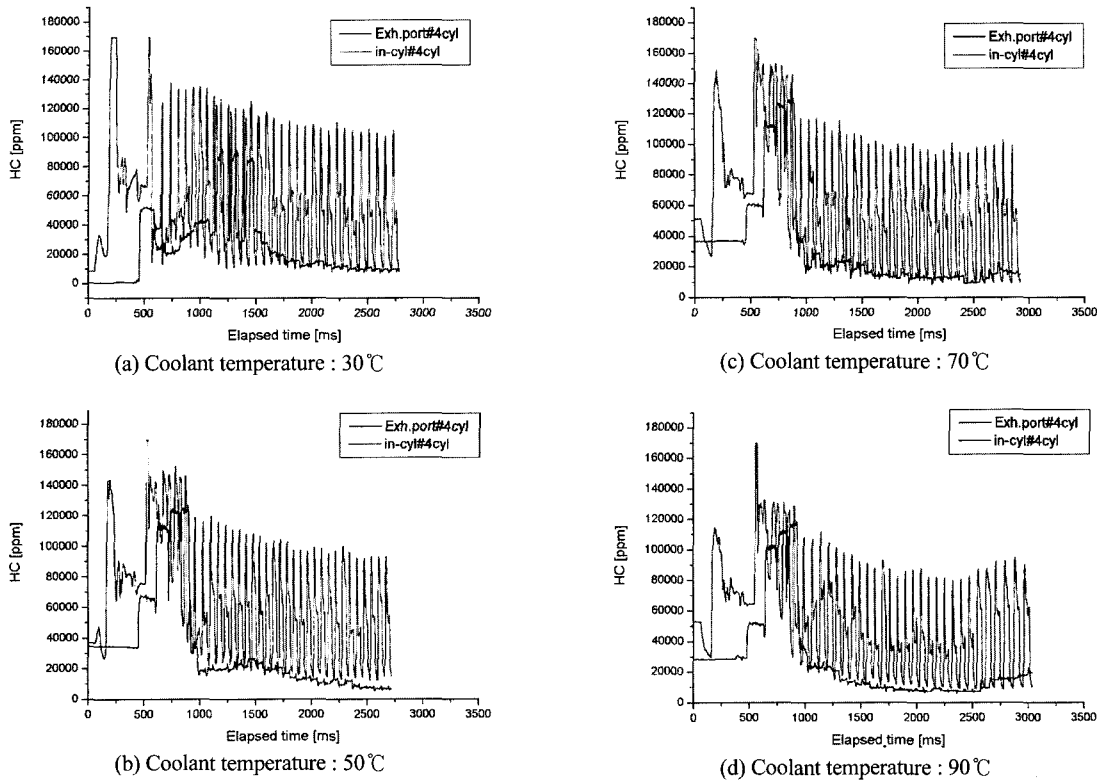 Exh.port#4cyl
in-cyl#4cyl
HC [ppm]
180000
160000
140000
120000
100000
80000
60000
40000
20000
0
0 500 1000 1500 2000 2500 3000 3500
Elapsed time [ms]
(a) Coolant temperature : 30℃
Exh.port#4cyl
in-cyl#4cyl
HC [ppm]
180000
160000
140000
120000
100000
80000
60000
40000
20000
0
0 500 1000 1500 2000 2500 3000 3500
Elapsed time [ms]
(c) Coolant temperature : 70℃
Exh.port#4cyl
in-cyl#4cyl
HC [ppm]
180000
160000
140000
120000
100000
80000
60000
40000
20000
0
0 500 1000 1500 2000 2500 3000 3500
Elapsed time [ms]
(b) Coolant temperature : 50℃
Exh.port#4cyl
in-cyl#4cyl
HC [ppm]
180000
160000
140000
120000
100000
80000
60000
40000
20000
0
0 500 1000 1500 2000 2500 3000 3500
Elapsed time [ms]
(d) Coolant temperature : 90℃